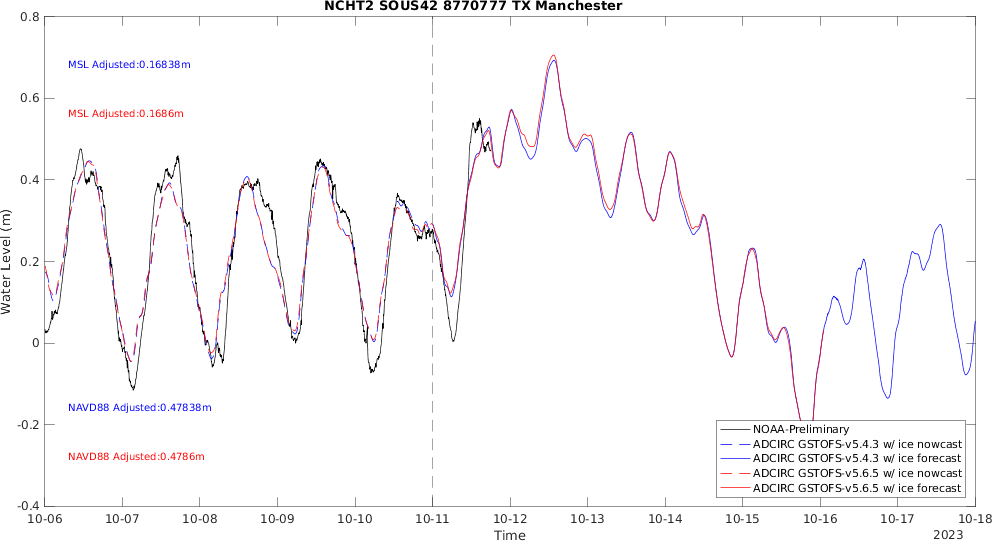 NCHT2 SOUS42 8770777 TX Manchester
0.8
0.6
0.4
0.2
0
-0.2
-0.4
Water Level (m)
MSL Adjusted:0.16838m
MSL Adjusted:0.1686m
NAVD88 Adjusted:0.47838m
NAVD88 Adjusted:0.4786m
NOAA-Preliminary
ADCIRC GSTOFS-v5.4.3 w/ ice nowcast
ADCIRC GSTOFS-v5.4.3 w/ ice forecast
ADCIRC GSTOFS-v5.6.5 w/ ice nowcast
ADCIRC GSTOFS-v5.6.5 w/ ice forecast
10-06 10-07 10-08 10-09 10-10 10-11 10-12 10-13 10-14 10-15 10-16 10-17 10-18
Time
2023